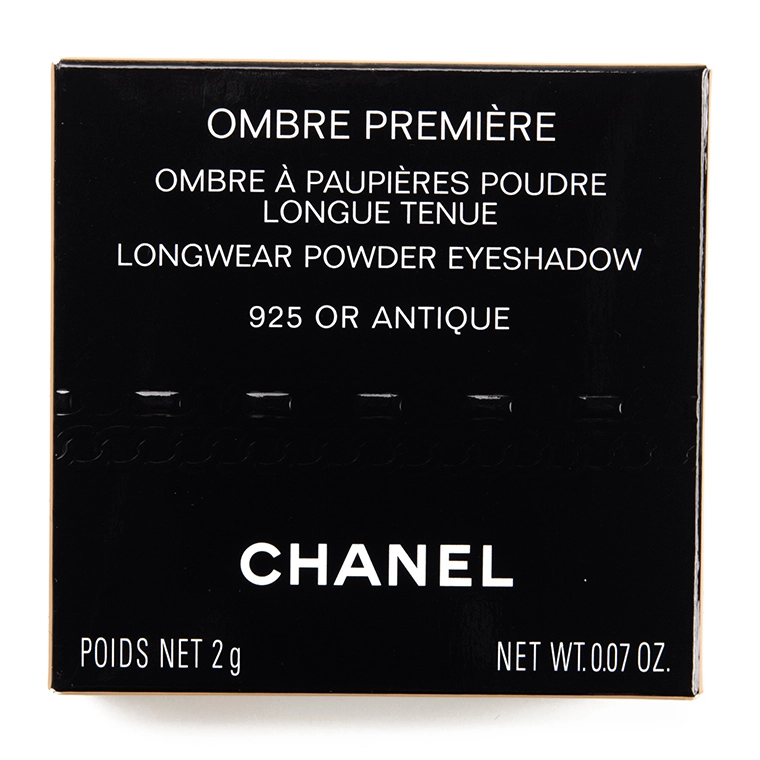 OMBRE PREMIÈRE
OMBRE À PAUPIÈRES POUDRE
LONGUE TENUE
LONGWEAR POWDER EYESHADOW
925 OR ANTIQUE
CHANEL
POIDS NET 2 g NET WT. 0.07 OZ.